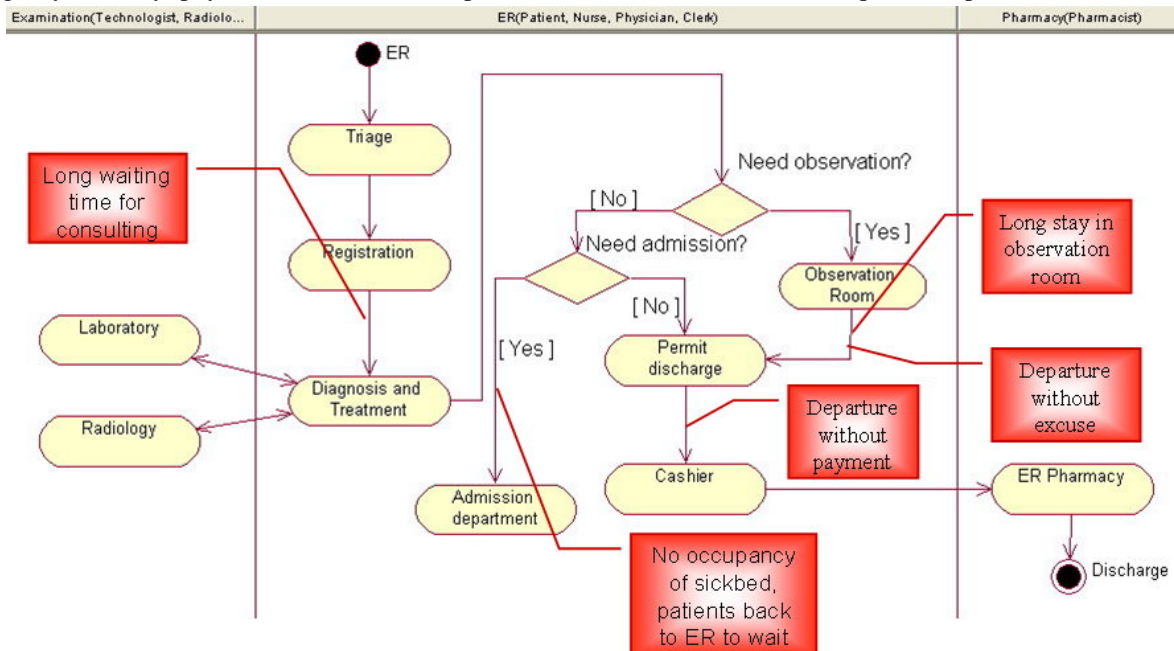 Examination(Technologist, Radiolo...
ER(Patient, Nurse, Physician, Clerk)
Pharmacy(Pharmacist)
ER
Triage
Need observation?
Long waiting
time for
consulting
[ No ]
Long stay in
observation
room
Registration
Need admission?
[ Yes ]
Observation
Room
[ No ]
Laboratory
[ Yes ]
Permit
discharge
Departure
without
excuse
Diagnosis and
Treatment
Departure
without
payment
Radiology
Cashier
ER Pharmacy
Admission
department
No occupancy
of sickbed,
patients back
to ER to wait
Discharge